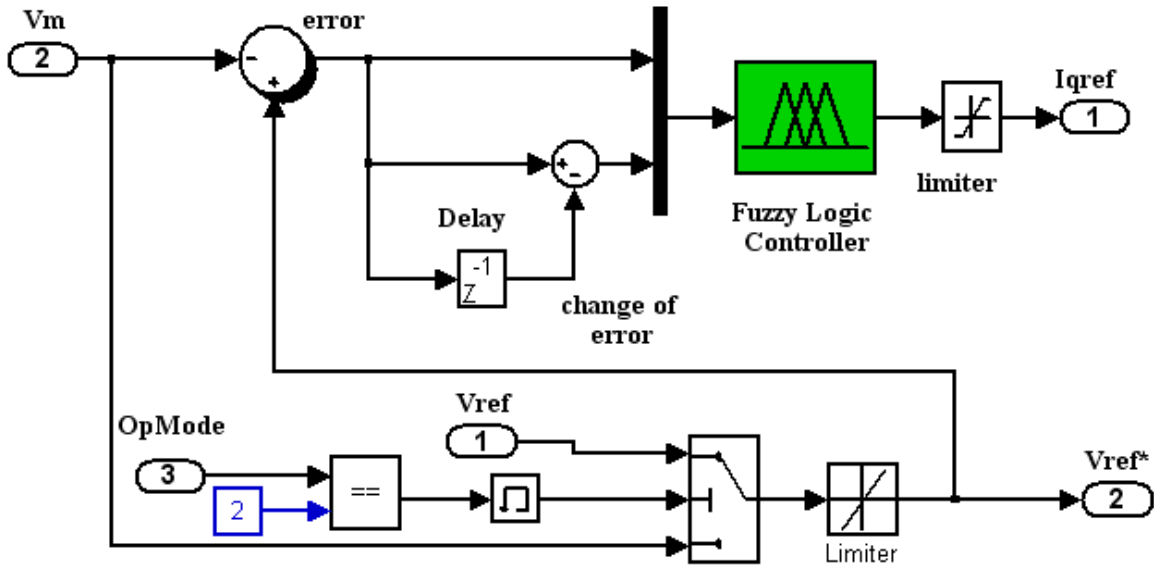 Vm
2
error
-
+
Iqref
1
+
-
limiter
Fuzzy Logic
Controller
Delay
-1
Z
change of
error
Vref
1
OpMode
3
2
==
Vref*
2
Limiter